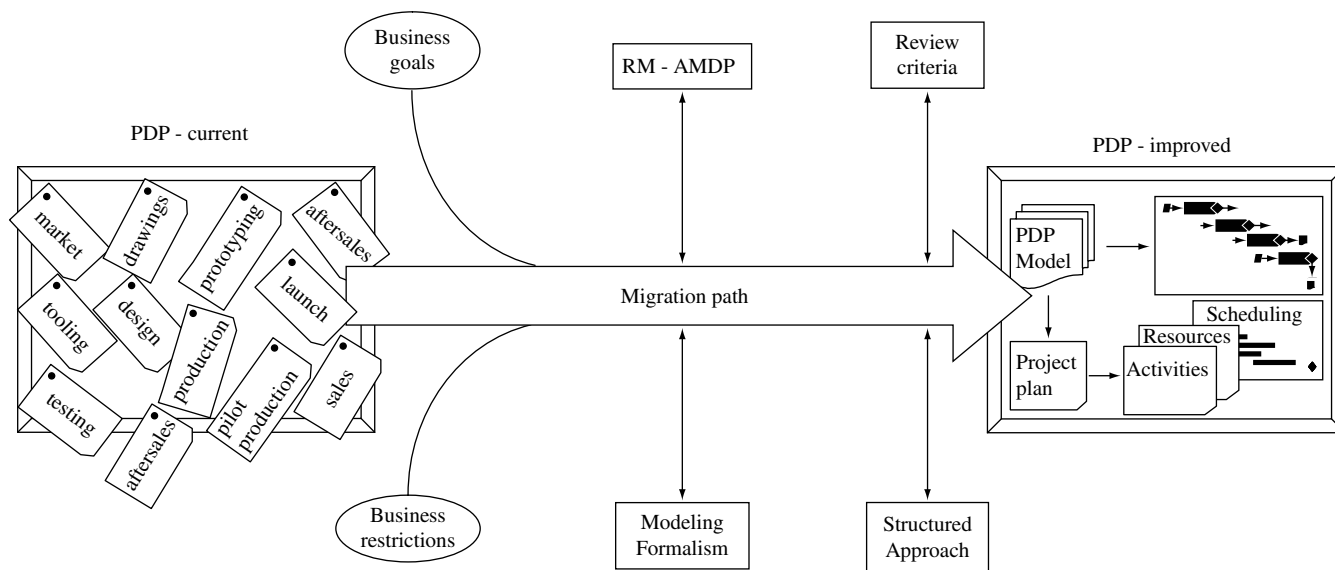 Business
goals
RM - AMDP
Review
criteria
PDP - current
PDP - improved
market
drawings
prototyping
aftersales
tooling
design
launch
production
testing
aftersales
pilot
production
sales
Migration path
PDP
Model
Scheduling
Resources
Project
plan
Activities
Business
restrictions
Modeling
Formalism
Structured
Approach